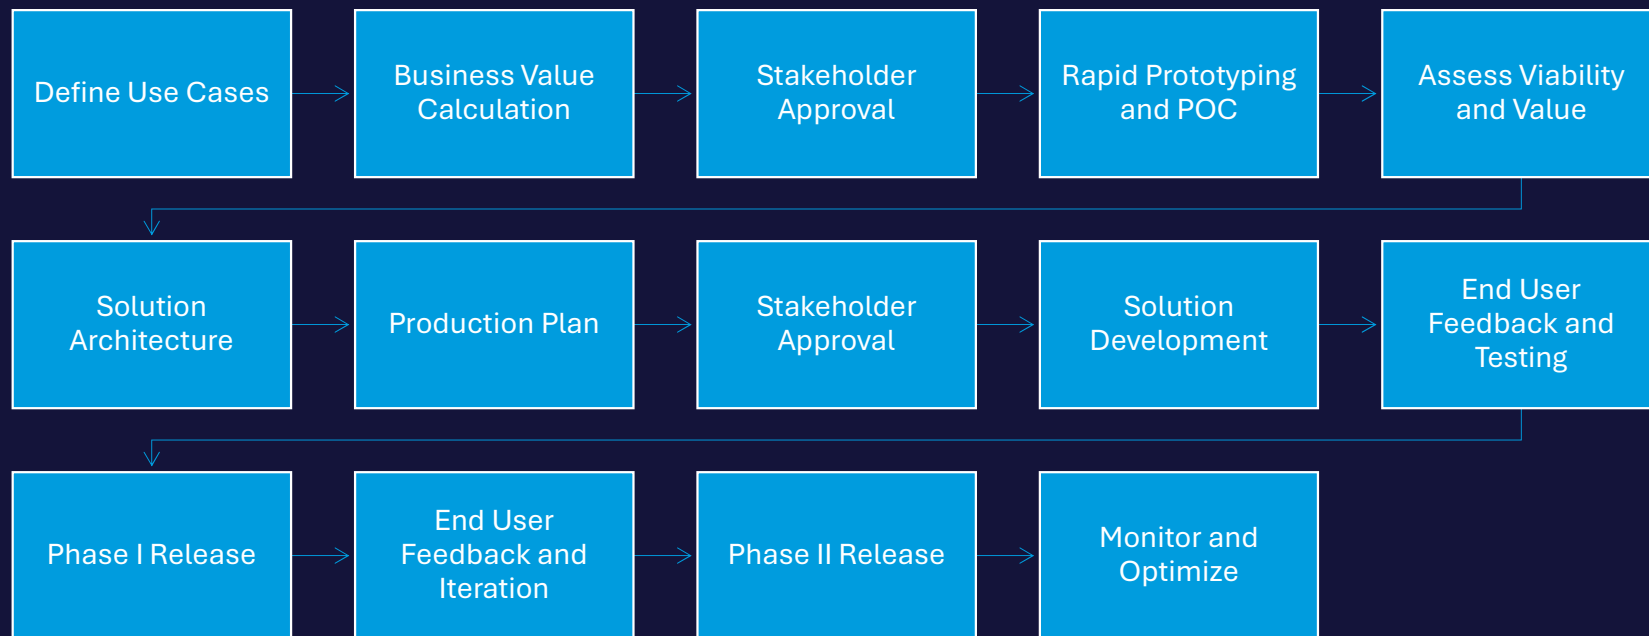 Define Use Cases
Business Value
Calculation
Stakeholder
Approval
Rapid Prototyping
and POC
Assess Viability
and Value
Solution
Architecture
Production Plan
Stakeholder
Approval
Solution
Development
End User
Feedback and
Testing
Phase I Release
End User
Feedback and
Iteration
Phase II Release
Monitor and
Optimize